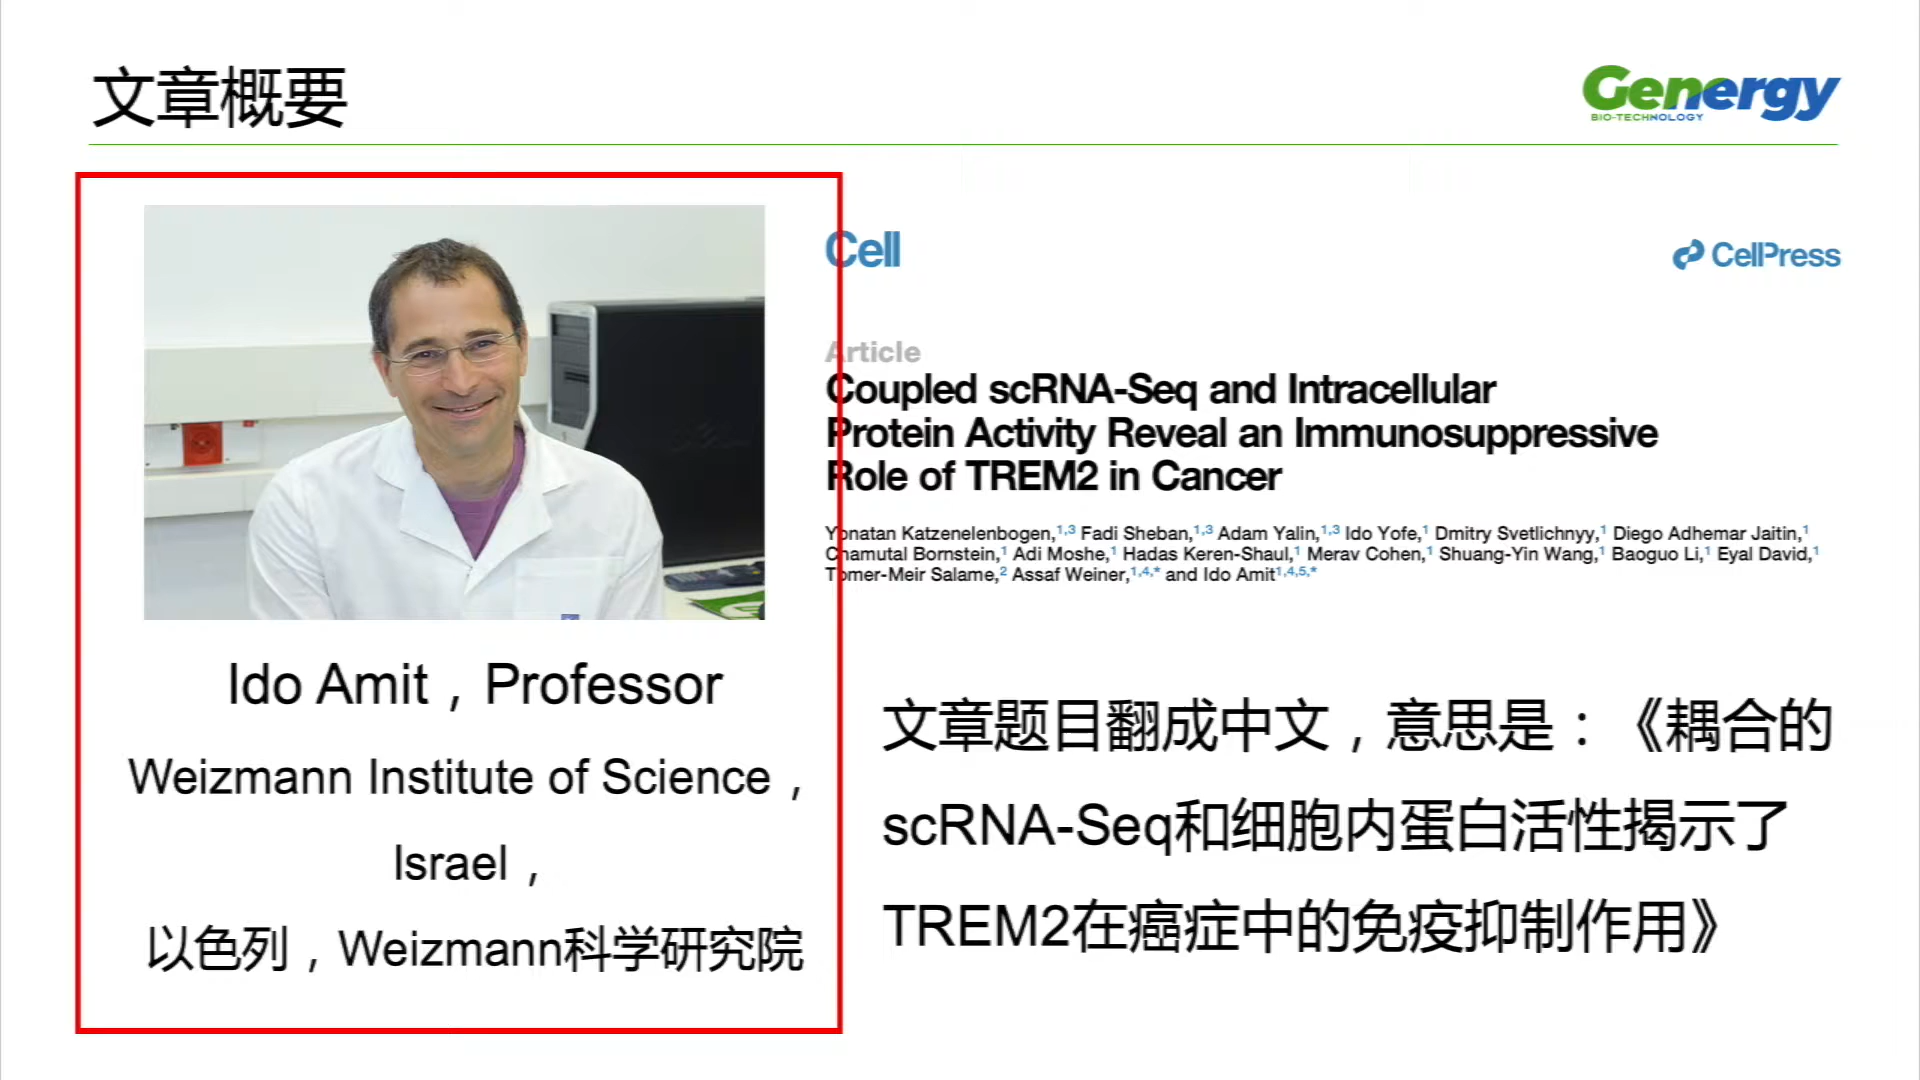 文章概要
Genergy
BIO-TECHNOLOGY
Ido Amit，Professor
Weizmann Institute of Science，
Israel，
以色列，Weizmann科学研究院
Cell
CellPress
Article
Coupled scRNA-Seq and Intracellular
Protein Activity Reveal an Immunosuppressive
Role of TREM2 in Cancer
Yonatan Katzenelenbogen,1,3 Fadi Sheban,1,3 Adam Yalin,1,3 Ido Yofe,1 Dmitry Svetlichnyy,1 Diego Adhemar Jaitin,1
Chamutal Bornstein,1 Adi Moshe,1 Hadas Keren-Shaul,1 Merav Cohen,1 Shuang-Yin Wang,1 Baoguo Li,1 Eyal David,1
Tomer-Meir Salame,2 Assaf Weiner,1,4,* and Ido Amit1,4,5,*
文章题目翻成中文，意思是：《耦合的
scRNA-Seq和细胞内蛋白活性揭示了
TREM2在癌症中的免疫抑制作用》